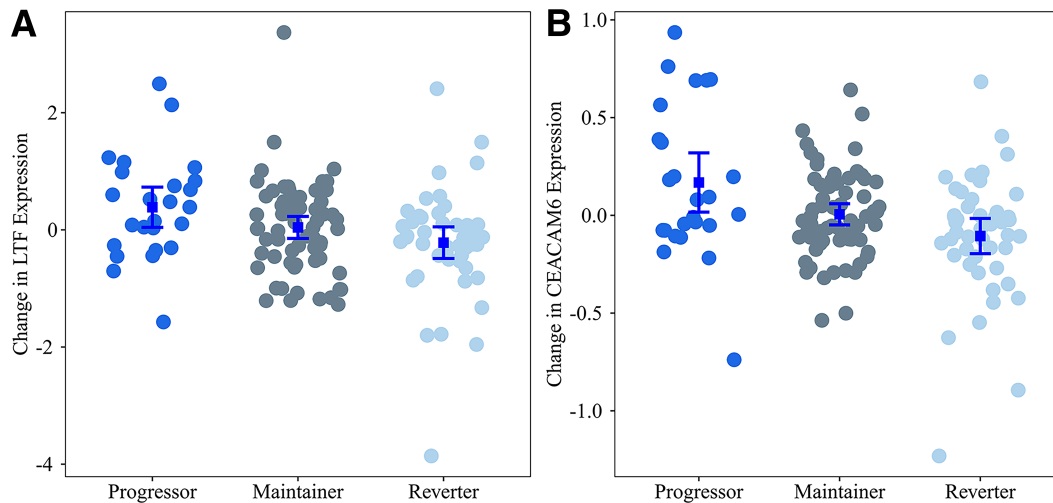 A
Change in LTF Expression
2
0
-2
-4
Progressor Maintainer Reverter
B
Change in CEACAM6 Expression
1.0
0.5
0.0
-0.5
-1.0
Progressor Maintainer Reverter